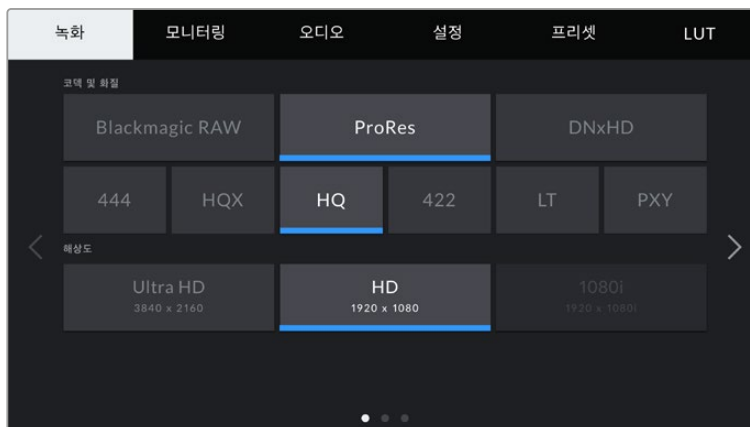 녹화 모니터링 오디오 설정 프리셋 LUT
코덱 및 화질
Blackmagic RAW ProRes DNxHD
444 HQX HQ 422 LT PXY
해상도
Ultra HD HD 1080i
3840 x 2160 1920 x 1080 1920 x 1080i